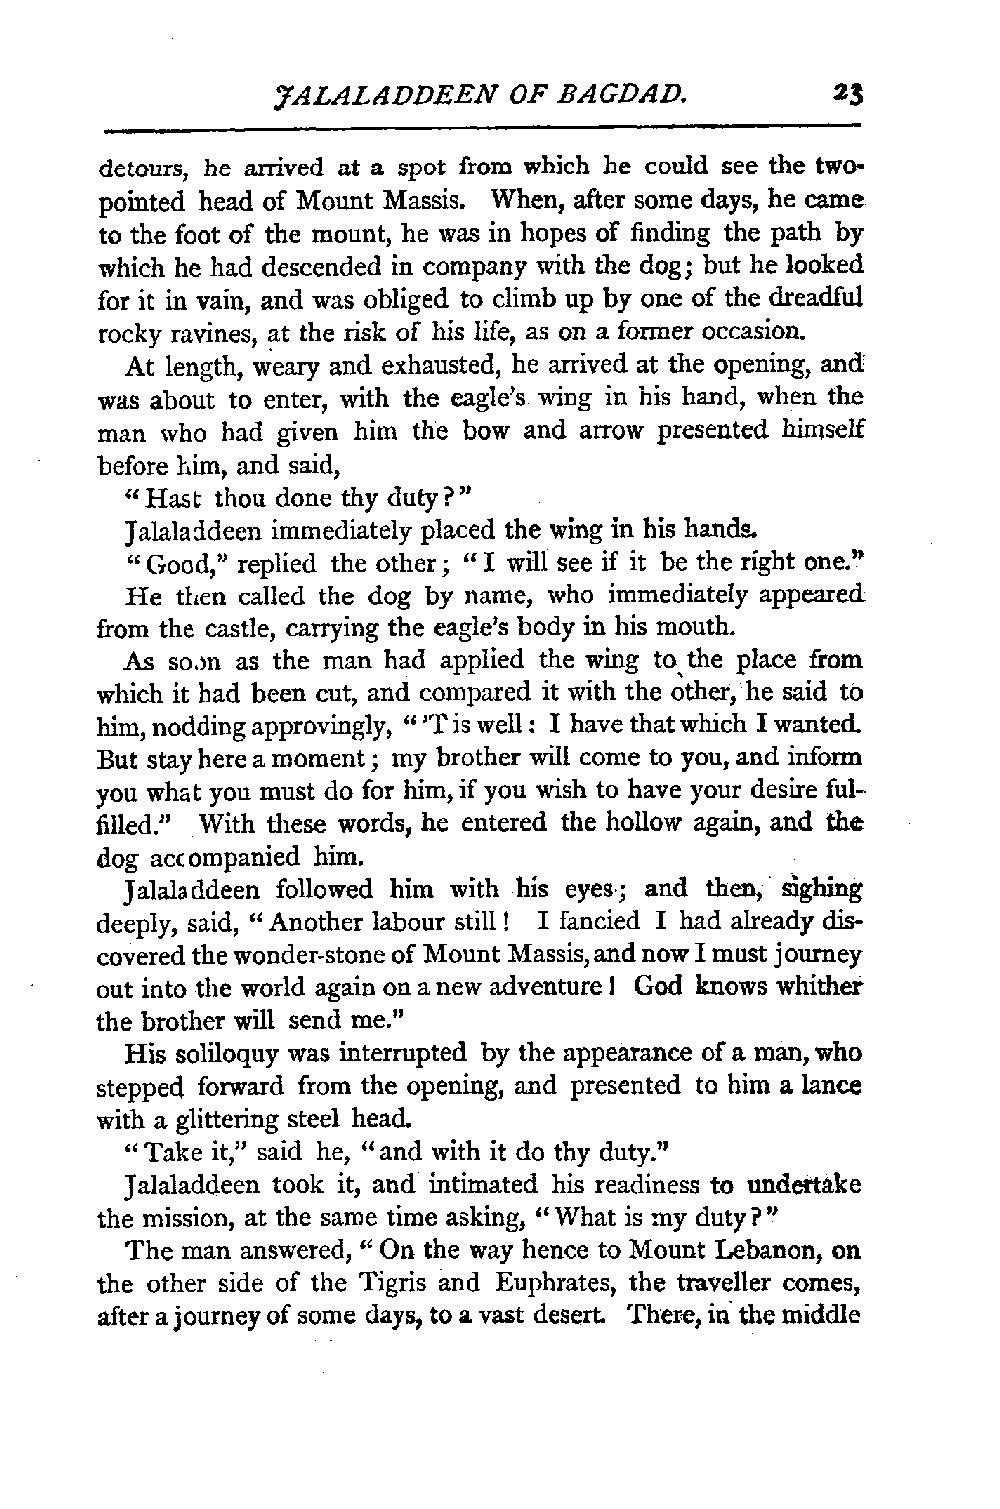 JALALADDEEN OF BAGDAD. 23
detours, he arrived at a spot from which he could see the two-
pointed head of Mount Massis. When, after some days, he came
to the foot of the mount, he was in hopes of finding the path by
which he had descended in company with the dog; but he looked
for it in vain, and was obliged to climb up by one of the dreadful
rocky ravines, at the risk of his life, as on a former occasion.
At length, weary and exhausted, he arrived at the opening, and
was about to enter, with the eagle's wing in his hand, when the
man who had given him the bow and arrow presented himself
before him, and said,
"Hast thou done thy duty?"
Jalaladdeen immediately placed the wing in his hands.
"Good," replied the other; "I will see if it be the right one."
He then called the dog by name, who immediately appeared
from the castle, carrying the eagle's body in his mouth.
As soon as the man had applied the wing to the place from
which it had been cut, and compared it with the other, he said to
him, nodding approvingly, "'T is well: I have that which I wanted.
But stay here a moment; my brother will come to you, and inform
you what you must do for him, if you wish to have your desire ful-
filled." With these words, he entered the hollow again, and the
dog accompanied him.
Jalaladdeen followed him with his eyes; and then, sighing
deeply, said, "Another labour still! I fancied I had already dis-
covered the wonder-stone of Mount Massis, and now I must journey
out into the world again on a new adventure! God knows whither
the brother will send me."
His soliloquy was interrupted by the appearance of a man, who
stepped forward from the opening, and presented to him a lance
with a glittering steel head.
"Take it," said he, "and with it do thy duty."
Jalaladdeen took it, and intimated his readiness to undertake
the mission, at the same time asking, "What is my duty?"
The man answered, "On the way hence to Mount Lebanon, on
the other side of the Tigris and Euphrates, the traveller comes,
after a journey of some days, to a vast desert. There, in the middle